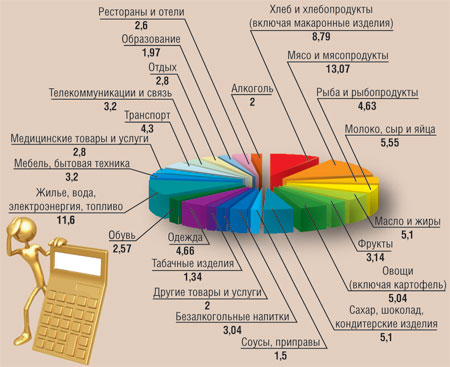 Рестораны и отели
2,6
Образование
1,97
Отдых
2,8
Телекоммуникации и связь
3,2
Транспорт
4,3
Медицинские товары и услуги
2,8
Мебель, бытовая техника
3,2
Жилье, вода,
электроэнергия, топливо
11,6
Обувь
2,57
Одежда
4,66
Табачные изделия
1,34
Другие товары и услуги
2
Безалкогольные напитки
3,04
Соусы, приправы
1,5
Алкоголь
2
Хлеб и хлебопродукты
(включая макаронные изделия)
8,79
Мясо и мясопродукты
13,07
Рыба и рыбопродукты
4,63
Молоко, сыр и яйца
5,55
Масло и жиры
5,1
Фрукты
3,14
Овощи
(включая картофель)
5,04
Сахар, шоколад,
кондитерские изделия
5,1